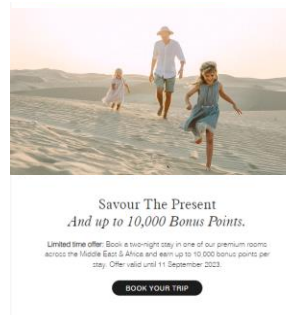 Savour The Present
And up to 10,000 Bonus Points.
Limited time offer: Book a two-night stay in one of our premium rooms
across the Middle East & Africa and earn up to 10,000 bonus points per
stay. Offer valid until 11 September 2023.
BOOK YOUR TRIP